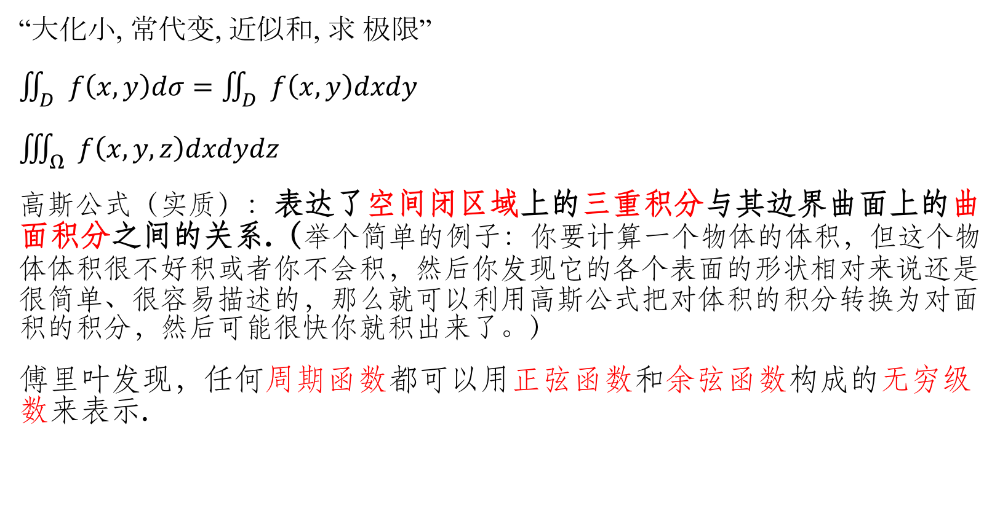 “大化小, 常代变, 近似和, 求 极限”
∬_D f(x,y)dσ = ∬_D f(x,y)dxdy
∭_Ω f(x,y,z)dxdydz
高斯公式（实质）：表达了空间闭区域上的三重积分与其边界曲面上的曲
面积分之间的关系.（举个简单的例子：你要计算一个物体的体积，但这个物
体体积很不好积或者你不会积，然后你发现它的各个表面的形状相对来说还是
很简单、很容易描述的，那么就可以利用高斯公式把对体积的积分转换为对面
积的积分，然后可能很快你就积出来了。）
傅里叶发现，任何周期函数都可以用正弦函数和余弦函数构成的无穷级
数来表示.